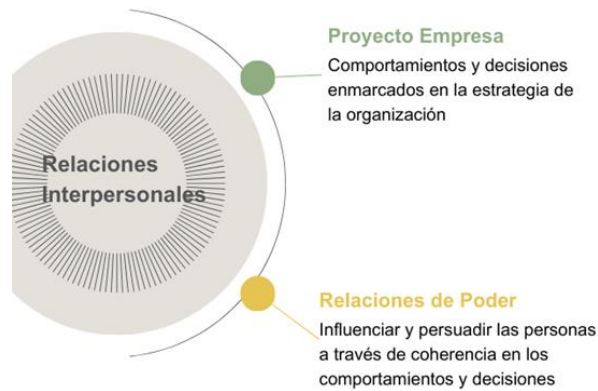 Proyecto Empresa
Comportamientos y decisiones
enmarcados en la estrategia de
la organización
Relaciones
Interpersonales
Relaciones de Poder
Influenciar y persuadir las personas
a través de coherencia en los
comportamientos y decisiones